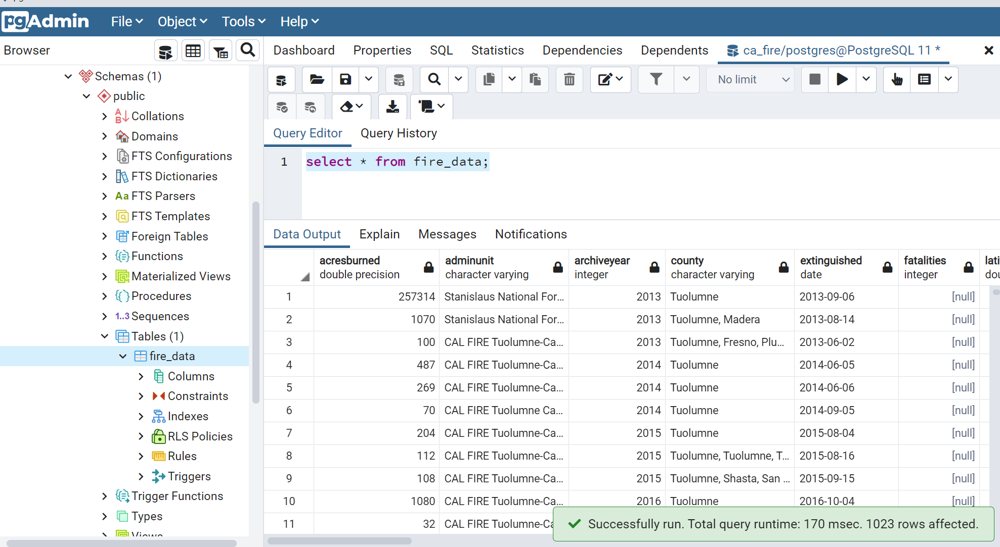 pgAdmin File Object Tools Help
Browser
Dashboard Properties SQL Statistics Dependencies Dependents ca_fire/postgres@PostgreSQL 11 *
Schemas (1)
public
Collations
Domains
FTS Configurations
FTS Dictionaries
Aa FTS Parsers
FTS Templates
Foreign Tables
Functions
Materialized Views
Procedures
1..3 Sequences
Tables (1)
fire_data
Columns
Constraints
Indexes
RLS Policies
Rules
Triggers
Trigger Functions
Types
Views
No limit
Query Editor Query History
1 select * from fire_data;
Data Output Explain Messages Notifications
acresburned adminunit archiveyear county extinguished fatalities lati
double precision character varying integer character varying date integer dou
1 257314 Stanislaus National For... 2013 Tuolumne 2013-09-06 [null]
2 1070 Stanislaus National For... 2013 Tuolumne, Madera 2013-08-14 [null]
3 100 CAL FIRE Tuolumne-Ca... 2013 Tuolumne, Fresno, Plu... 2013-06-02 [null]
4 487 CAL FIRE Tuolumne-Ca... 2014 Tuolumne 2014-06-05 [null]
5 269 CAL FIRE Tuolumne-Ca... 2014 Tuolumne 2014-06-06 [null]
6 70 CAL FIRE Tuolumne Ca... 2014 Tuolumne 2014-09-05 [null]
7 204 CAL FIRE Tuolumne-Ca... 2015 Tuolumne 2015-08-04 [null]
8 112 CAL FIRE Tuolumne-Ca... 2015 Tuolumne, Tuolumne, T... 2015-08-16 [null]
9 108 CAL FIRE Tuolumne-Ca... 2015 Tuolumne, Shasta, San ... 2015-09-15 [null]
10 1080 CAL FIRE Tuolumne-Ca... 2016 Tuolumne 2016-10-04 [null]
11 32 CAL FIRE Tuolumne-Ca
Successfully run. Total query runtime: 170 msec. 1023 rows affected.